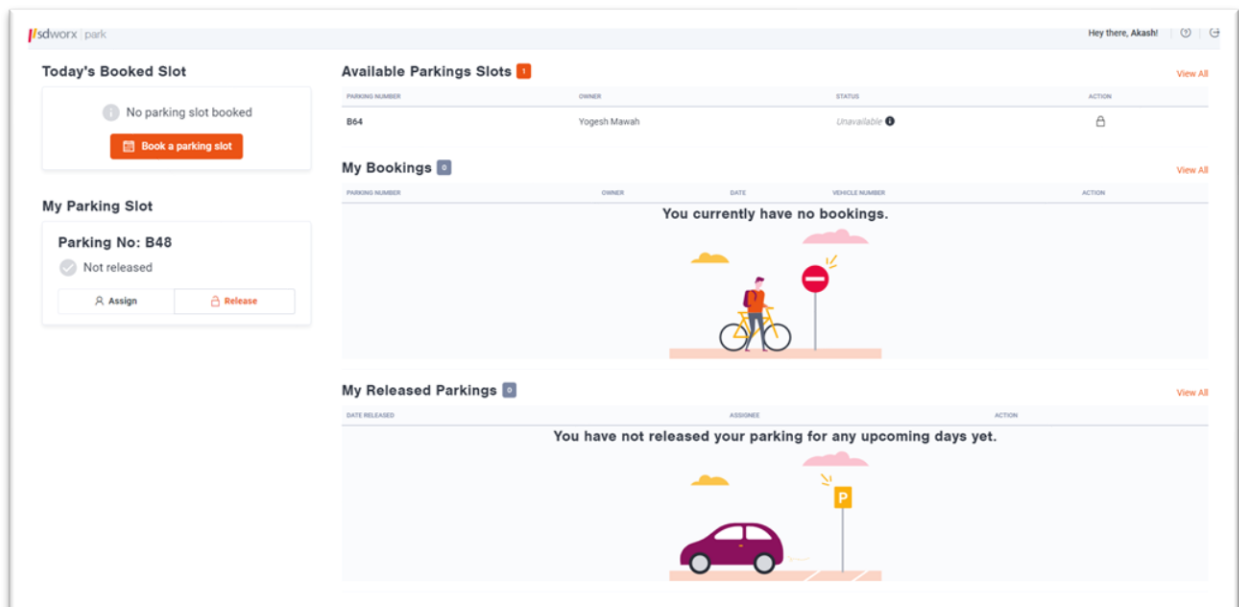 sdworx park
Hey there, Akash!
Today's Booked Slot
No parking slot booked
Book a parking slot
My Parking Slot
Parking No: B48
Not released
Assign Release
Available Parkings Slots 1
View All
PARKING NUMBER OWNER STATUS ACTION
B64 Yogesh Mawah Unavailable
My Bookings 0
View All
PARKING NUMBER OWNER DATE VEHICLE NUMBER ACTION
You currently have no bookings.
My Released Parkings 0
View All
DATE RELEASED ASSIGNEE ACTION
You have not released your parking for any upcoming days yet.
P